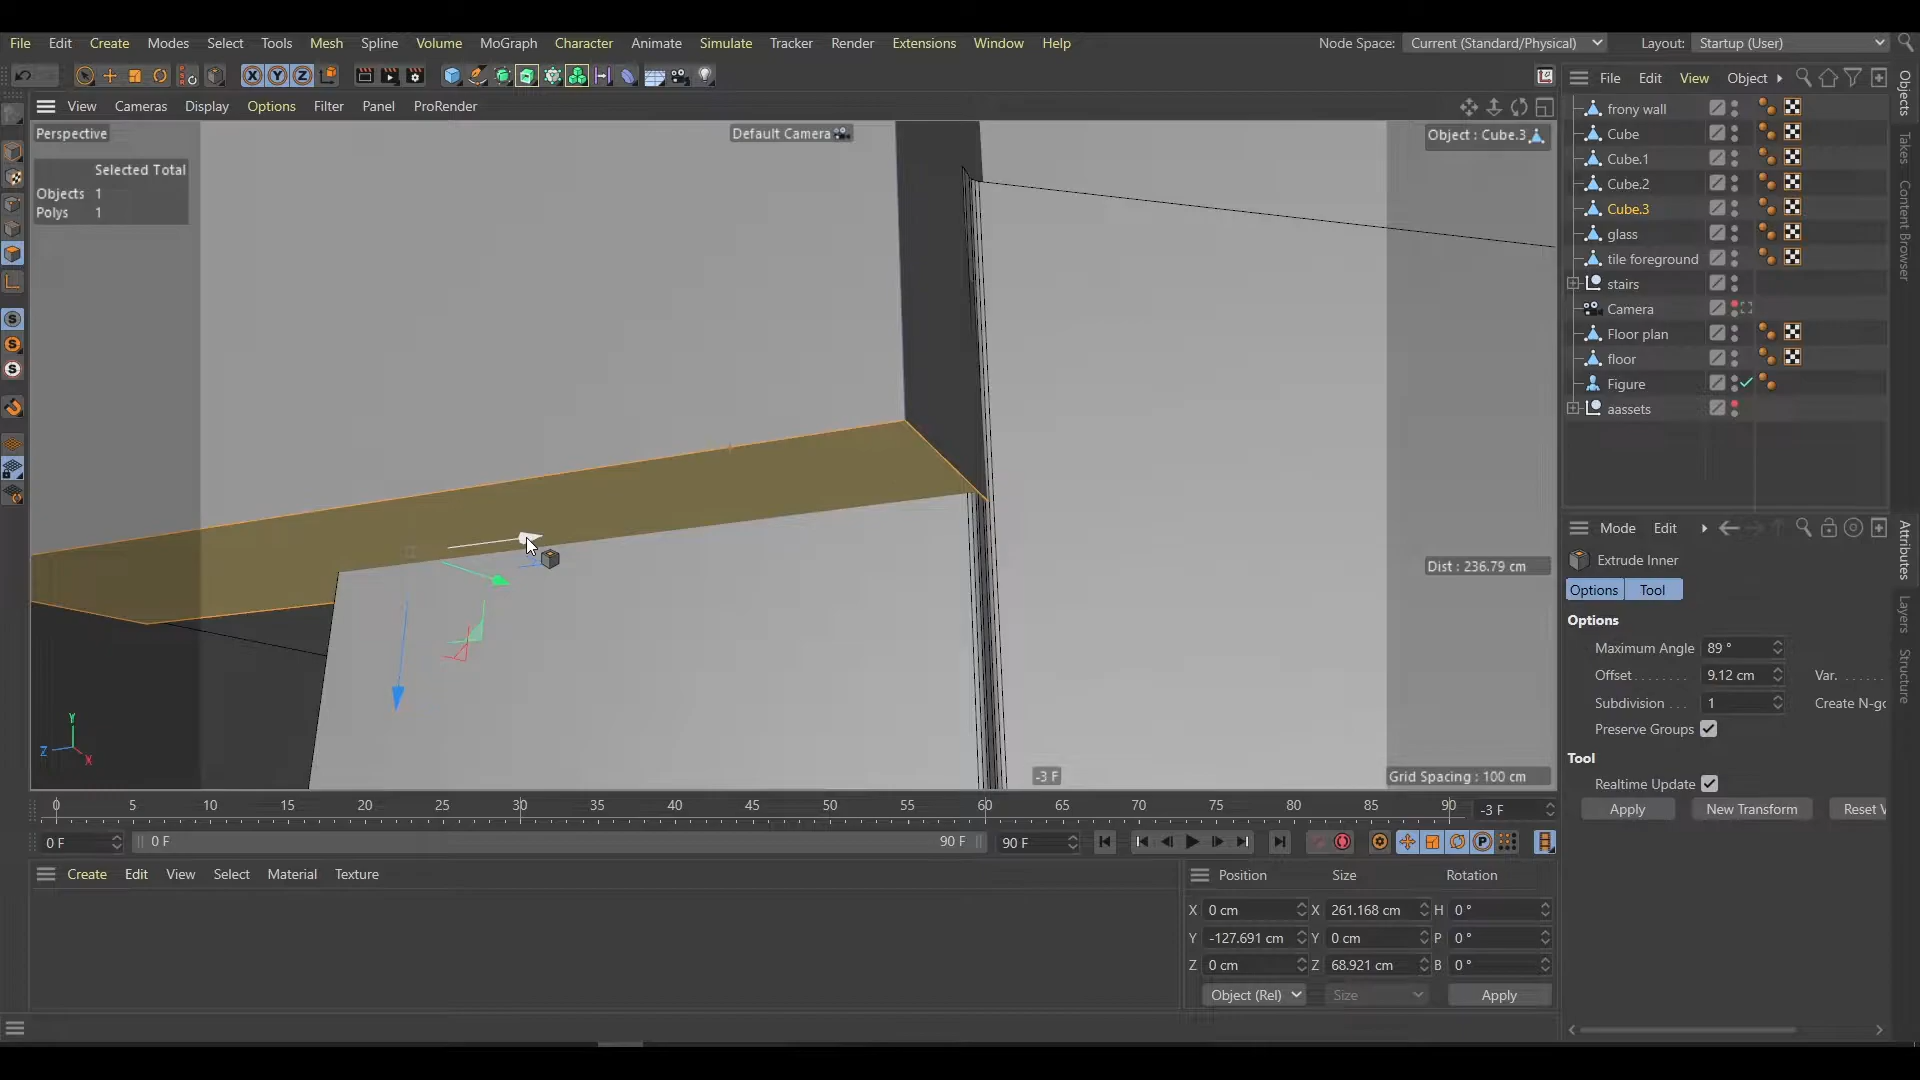 File Edit Create Modes Select Tools Mesh Spline Volume MoGraph Character Animate Simulate Tracker Render Extensions Window Help Node Space: Current (Standard/Physical) Layout: Startup (User)
X Y Z
File Edit View Object
View Cameras Display Options Filter Panel ProRender
Perspective
Default Camera
Object : Cube.3
Selected Total
Objects 1
Polys 1
frony wall
Cube
Cube.1
Cube.2
Cube.3
glass
tile foreground
stairs
Camera
Floor plan
floor
Figure
aassets
Objects
Takes
Content Browser
Mode Edit
Extrude Inner
Options Tool
Options
Maximum Angle 89 °
Offset 9.12 cm Var.
Subdivision 1 Create N-gc
Preserve Groups
Tool
Realtime Update
Apply New Transform Reset V
Attributes
Layers
Structure
Dist : 236.79 cm
Y
Z
X
-3 F
Grid Spacing : 100 cm
0 5 10 15 20 25 30 35 40 45 50 55 60 65 70 75 80 85 90 -3 F
0 F 0 F 90 F 90 F
P
Create Edit View Select Material Texture
Position Size Rotation
X 0 cm X 261.168 cm H 0 °
Y -127.691 cm Y 0 cm P 0 °
Z 0 cm Z 68.921 cm B 0 °
Object (Rel) Size Apply